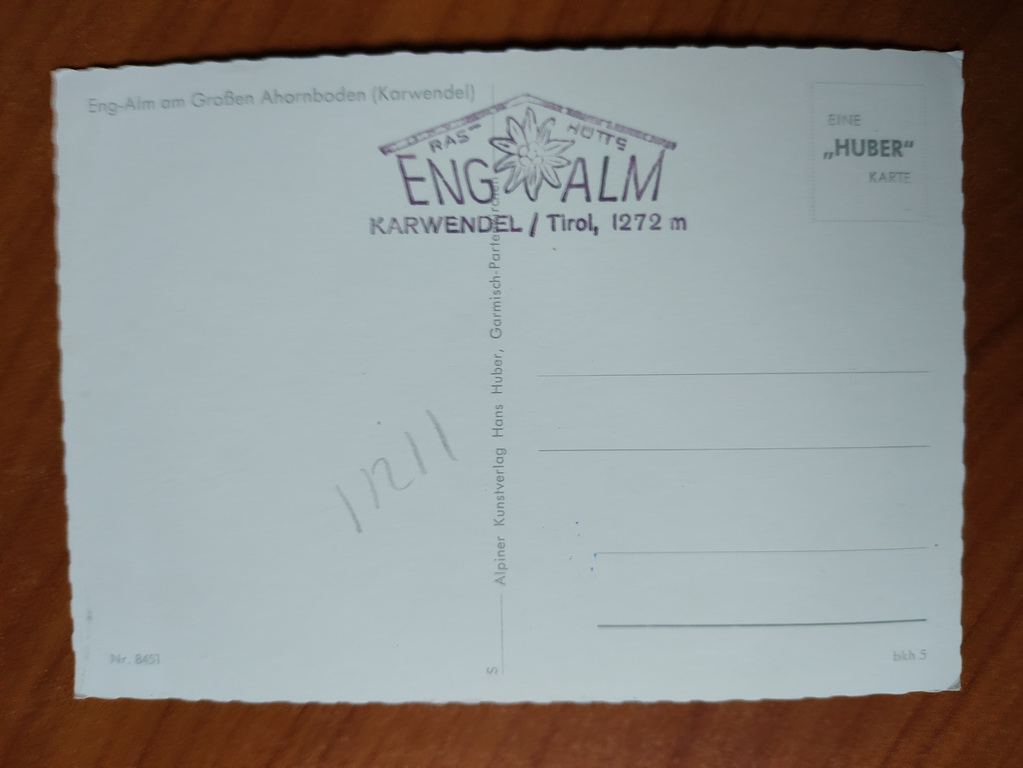 Eng-Alm am Großen Ahornboden (Karwendel)
RAST HÜTTE
ENG ALM
KARWENDEL / Tirol, 1272 m
EINE
„HUBER"
KARTE
Alpiner Kunstverlag Hans Huber, Garmisch-Partenkirchen
S
Nr. 8451
bkh 5